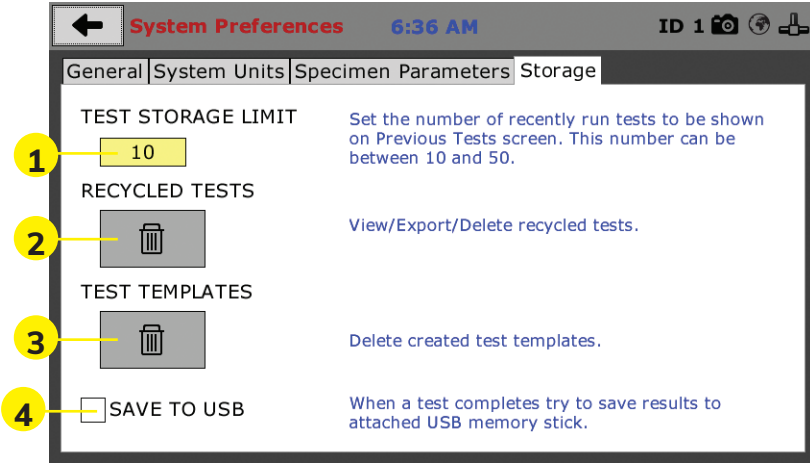 System Preferences 6:36 AM ID 1
General System Units Specimen Parameters Storage
TEST STORAGE LIMIT
Set the number of recently run tests to be shown
on Previous Tests screen. This number can be
between 10 and 50.
1
10
RECYCLED TESTS
2
View/Export/Delete recycled tests.
TEST TEMPLATES
3
Delete created test templates.
4
SAVE TO USB
When a test completes try to save results to
attached USB memory stick.